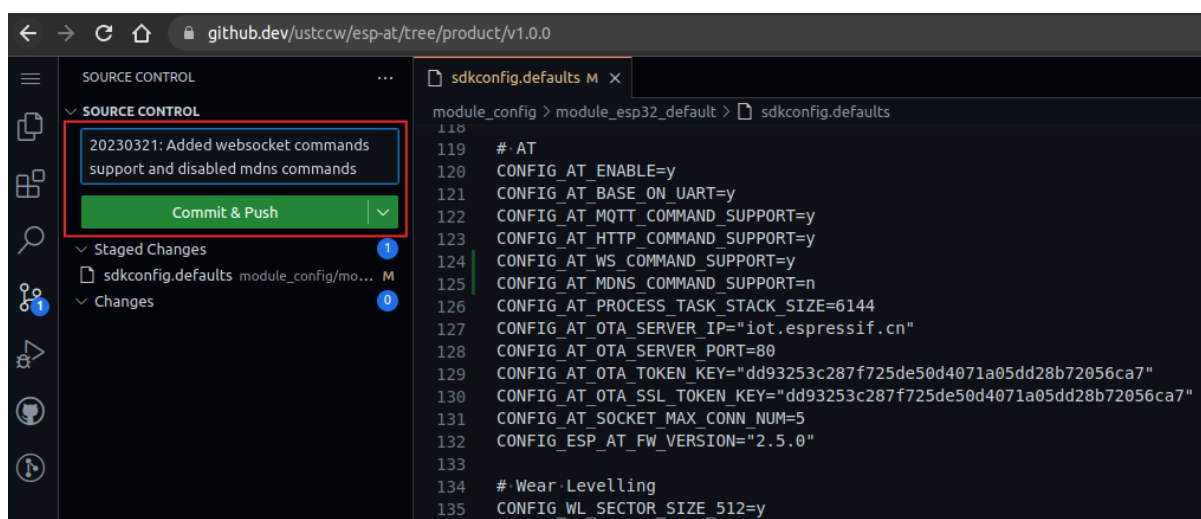 github.dev/ustccw/esp-at/tree/product/v1.0.0
SOURCE CONTROL
···
SOURCE CONTROL
20230321: Added websocket commands
support and disabled mdns commands
Commit & Push
Staged Changes
1
sdkconfig.defaults module_config/mo... M
Changes
0
1
sdkconfig.defaults M ×
module_config > module_esp32_default > sdkconfig.defaults
118
119 # AT
120 CONFIG_AT_ENABLE=y
121 CONFIG_AT_BASE_ON_UART=y
122 CONFIG_AT_MQTT_COMMAND_SUPPORT=y
123 CONFIG_AT_HTTP_COMMAND_SUPPORT=y
124 CONFIG_AT_WS_COMMAND_SUPPORT=y
125 CONFIG_AT_MDNS_COMMAND_SUPPORT=n
126 CONFIG_AT_PROCESS_TASK_STACK_SIZE=6144
127 CONFIG_AT_OTA_SERVER_IP="iot.espressif.cn"
128 CONFIG_AT_OTA_SERVER_PORT=80
129 CONFIG_AT_OTA_TOKEN_KEY="dd93253c287f725de50d4071a05dd28b72056ca7"
130 CONFIG_AT_OTA_SSL_TOKEN_KEY="dd93253c287f725de50d4071a05dd28b72056ca7"
131 CONFIG_AT_SOCKET_MAX_CONN_NUM=5
132 CONFIG_ESP_AT_FW_VERSION="2.5.0"
133
134 # Wear Levelling
135 CONFIG_WL_SECTOR_SIZE_512=y